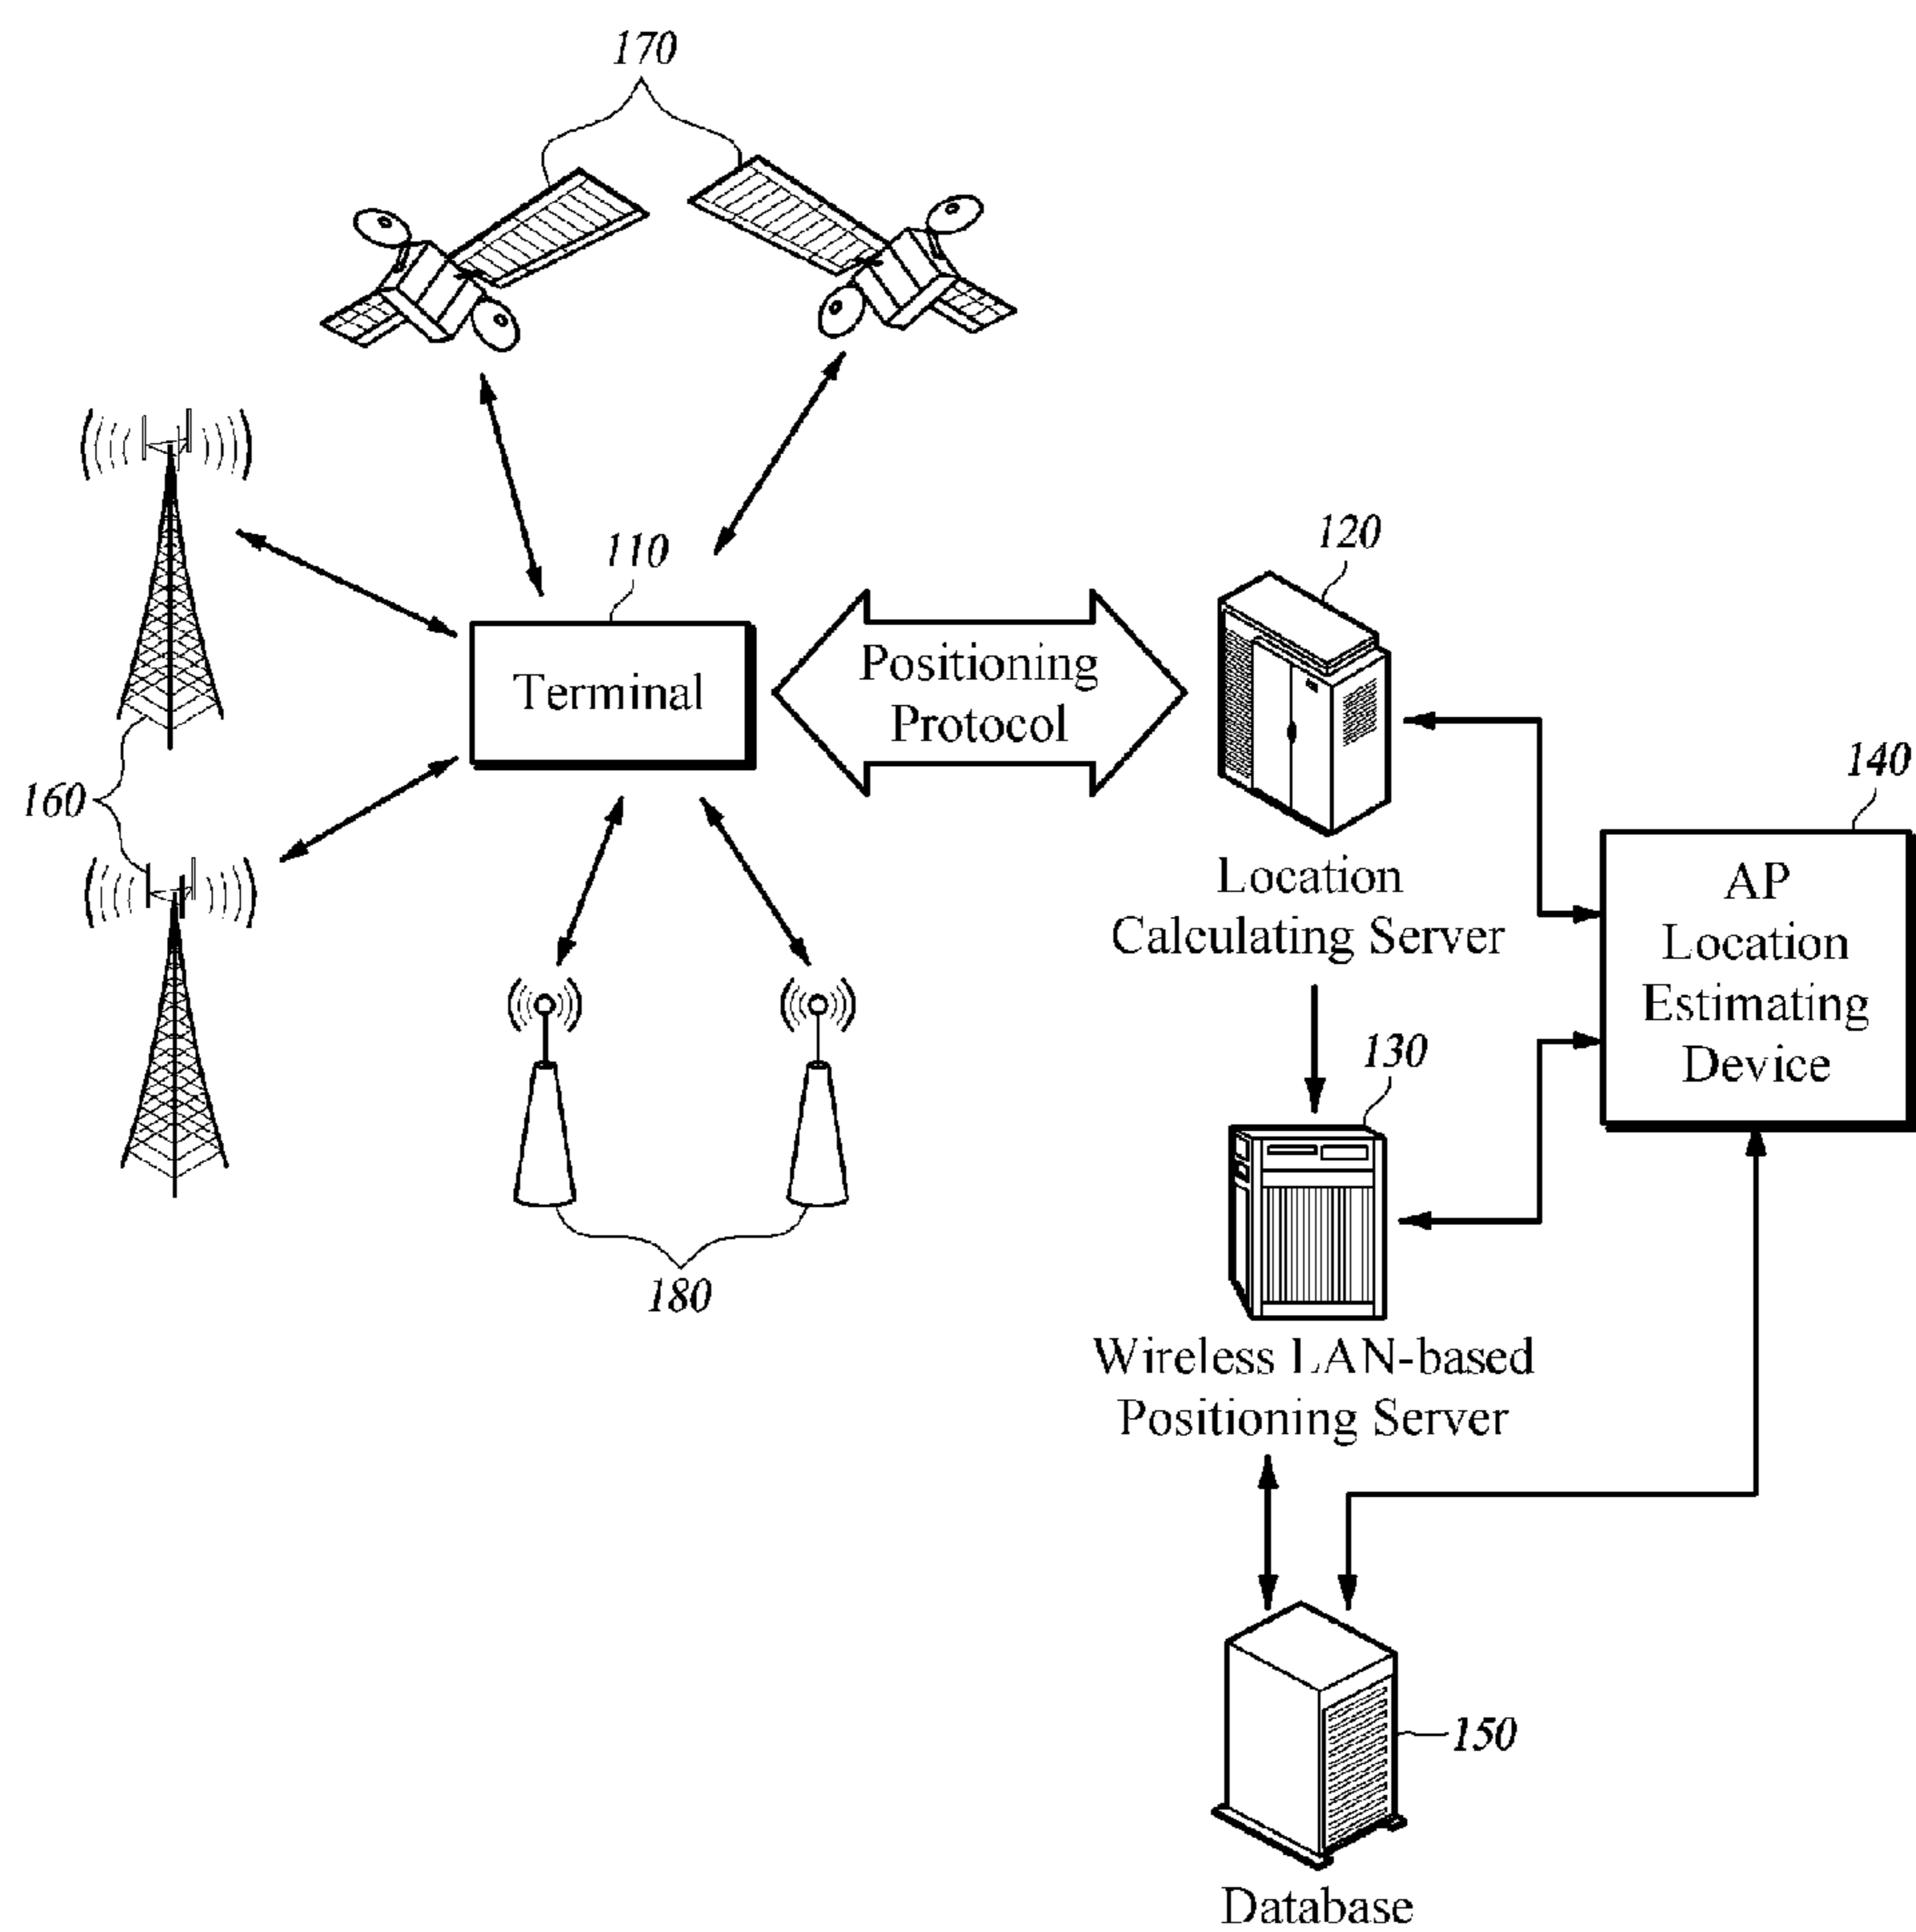 170
110
Terminal
Positioning
Protocol
120
Location
Calculating Server
140
AP
Location
Estimating
Device
160
180
130
Wireless LAN-based
Positioning Server
150
Database